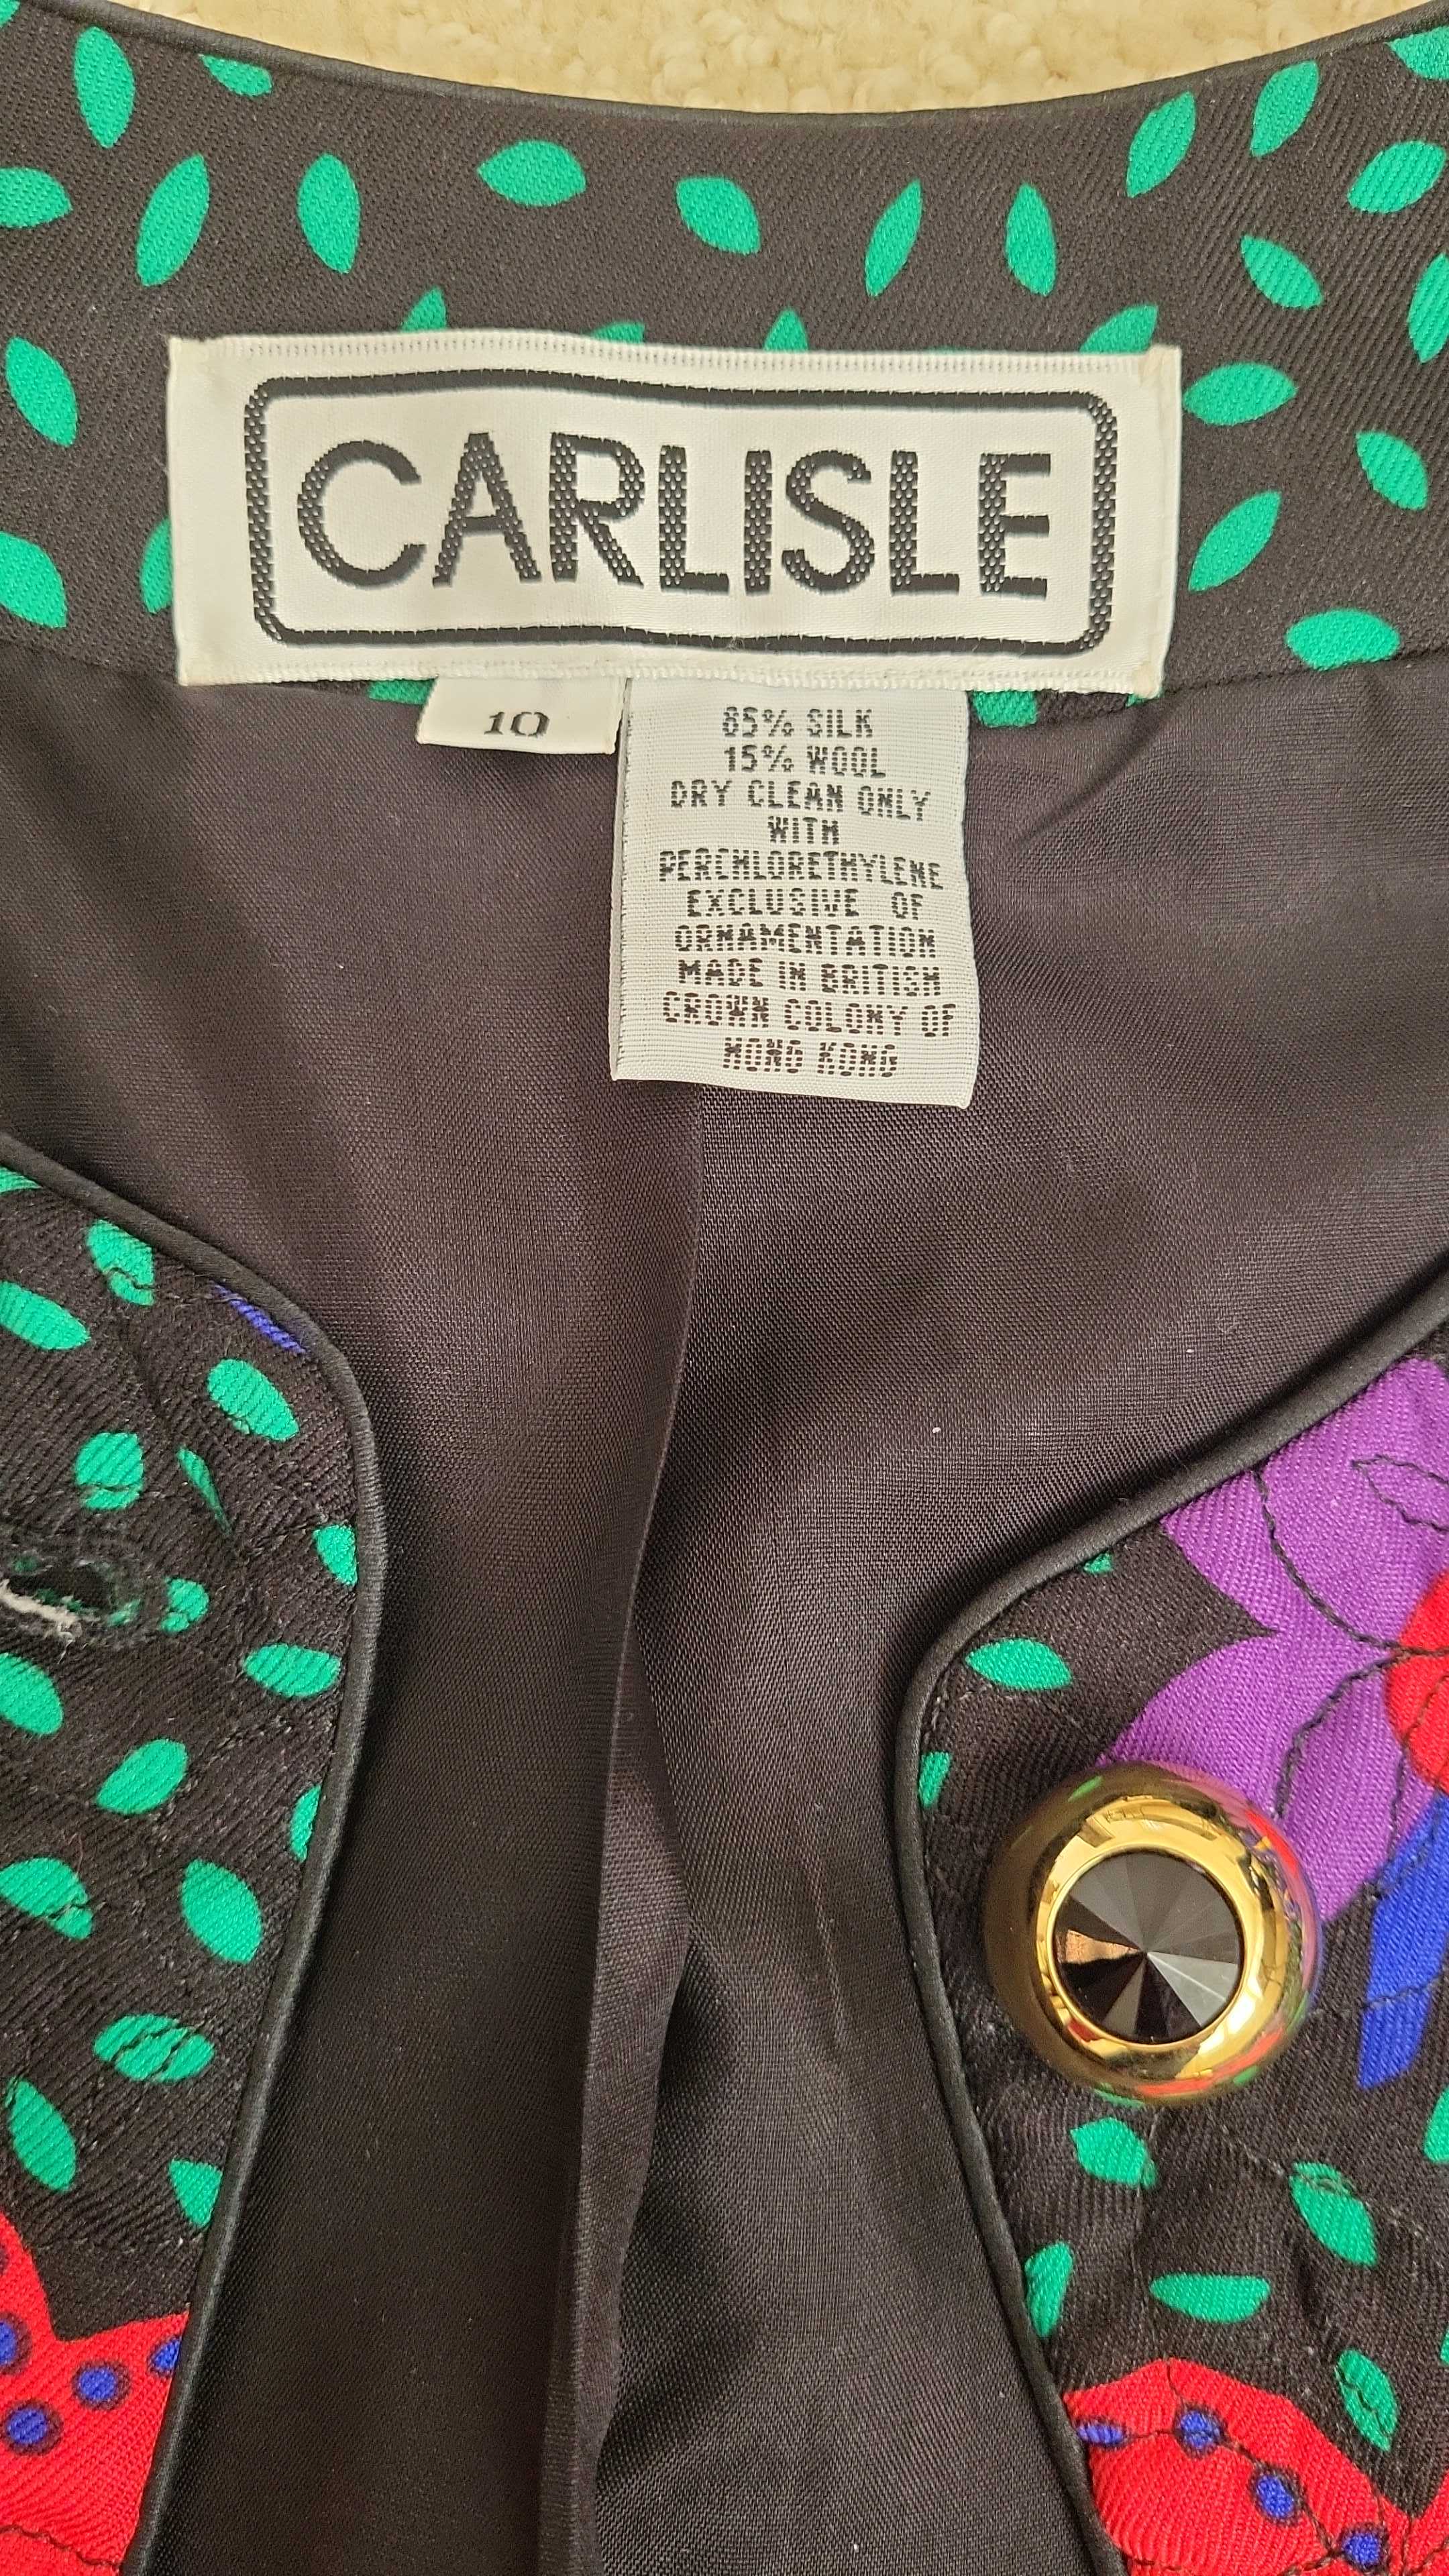 CARLISLE
10
85% SILK
15% WOOL
DRY CLEAN ONLY
WITH
PERCHLORETHYLENE
EXCLUSIVE OF
ORNAMENTATION
MADE IN BRITISH
CROWN COLONY OF
HONG KONG